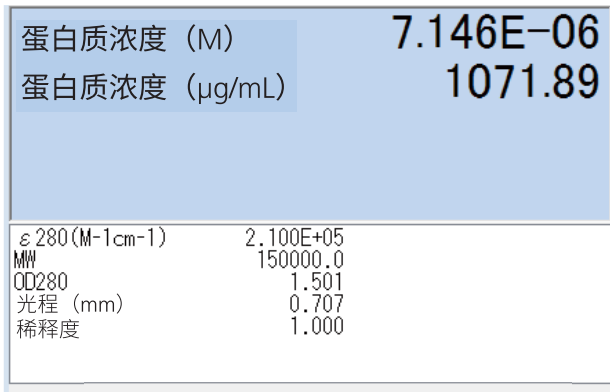 蛋白质浓度（M） 7.146E-06
蛋白质浓度（μg/mL） 1071.89
ε280(M-1cm-1) 2.100E+05
MW 150000.0
OD280 1.501
光程（mm） 0.707
稀释度 1.000